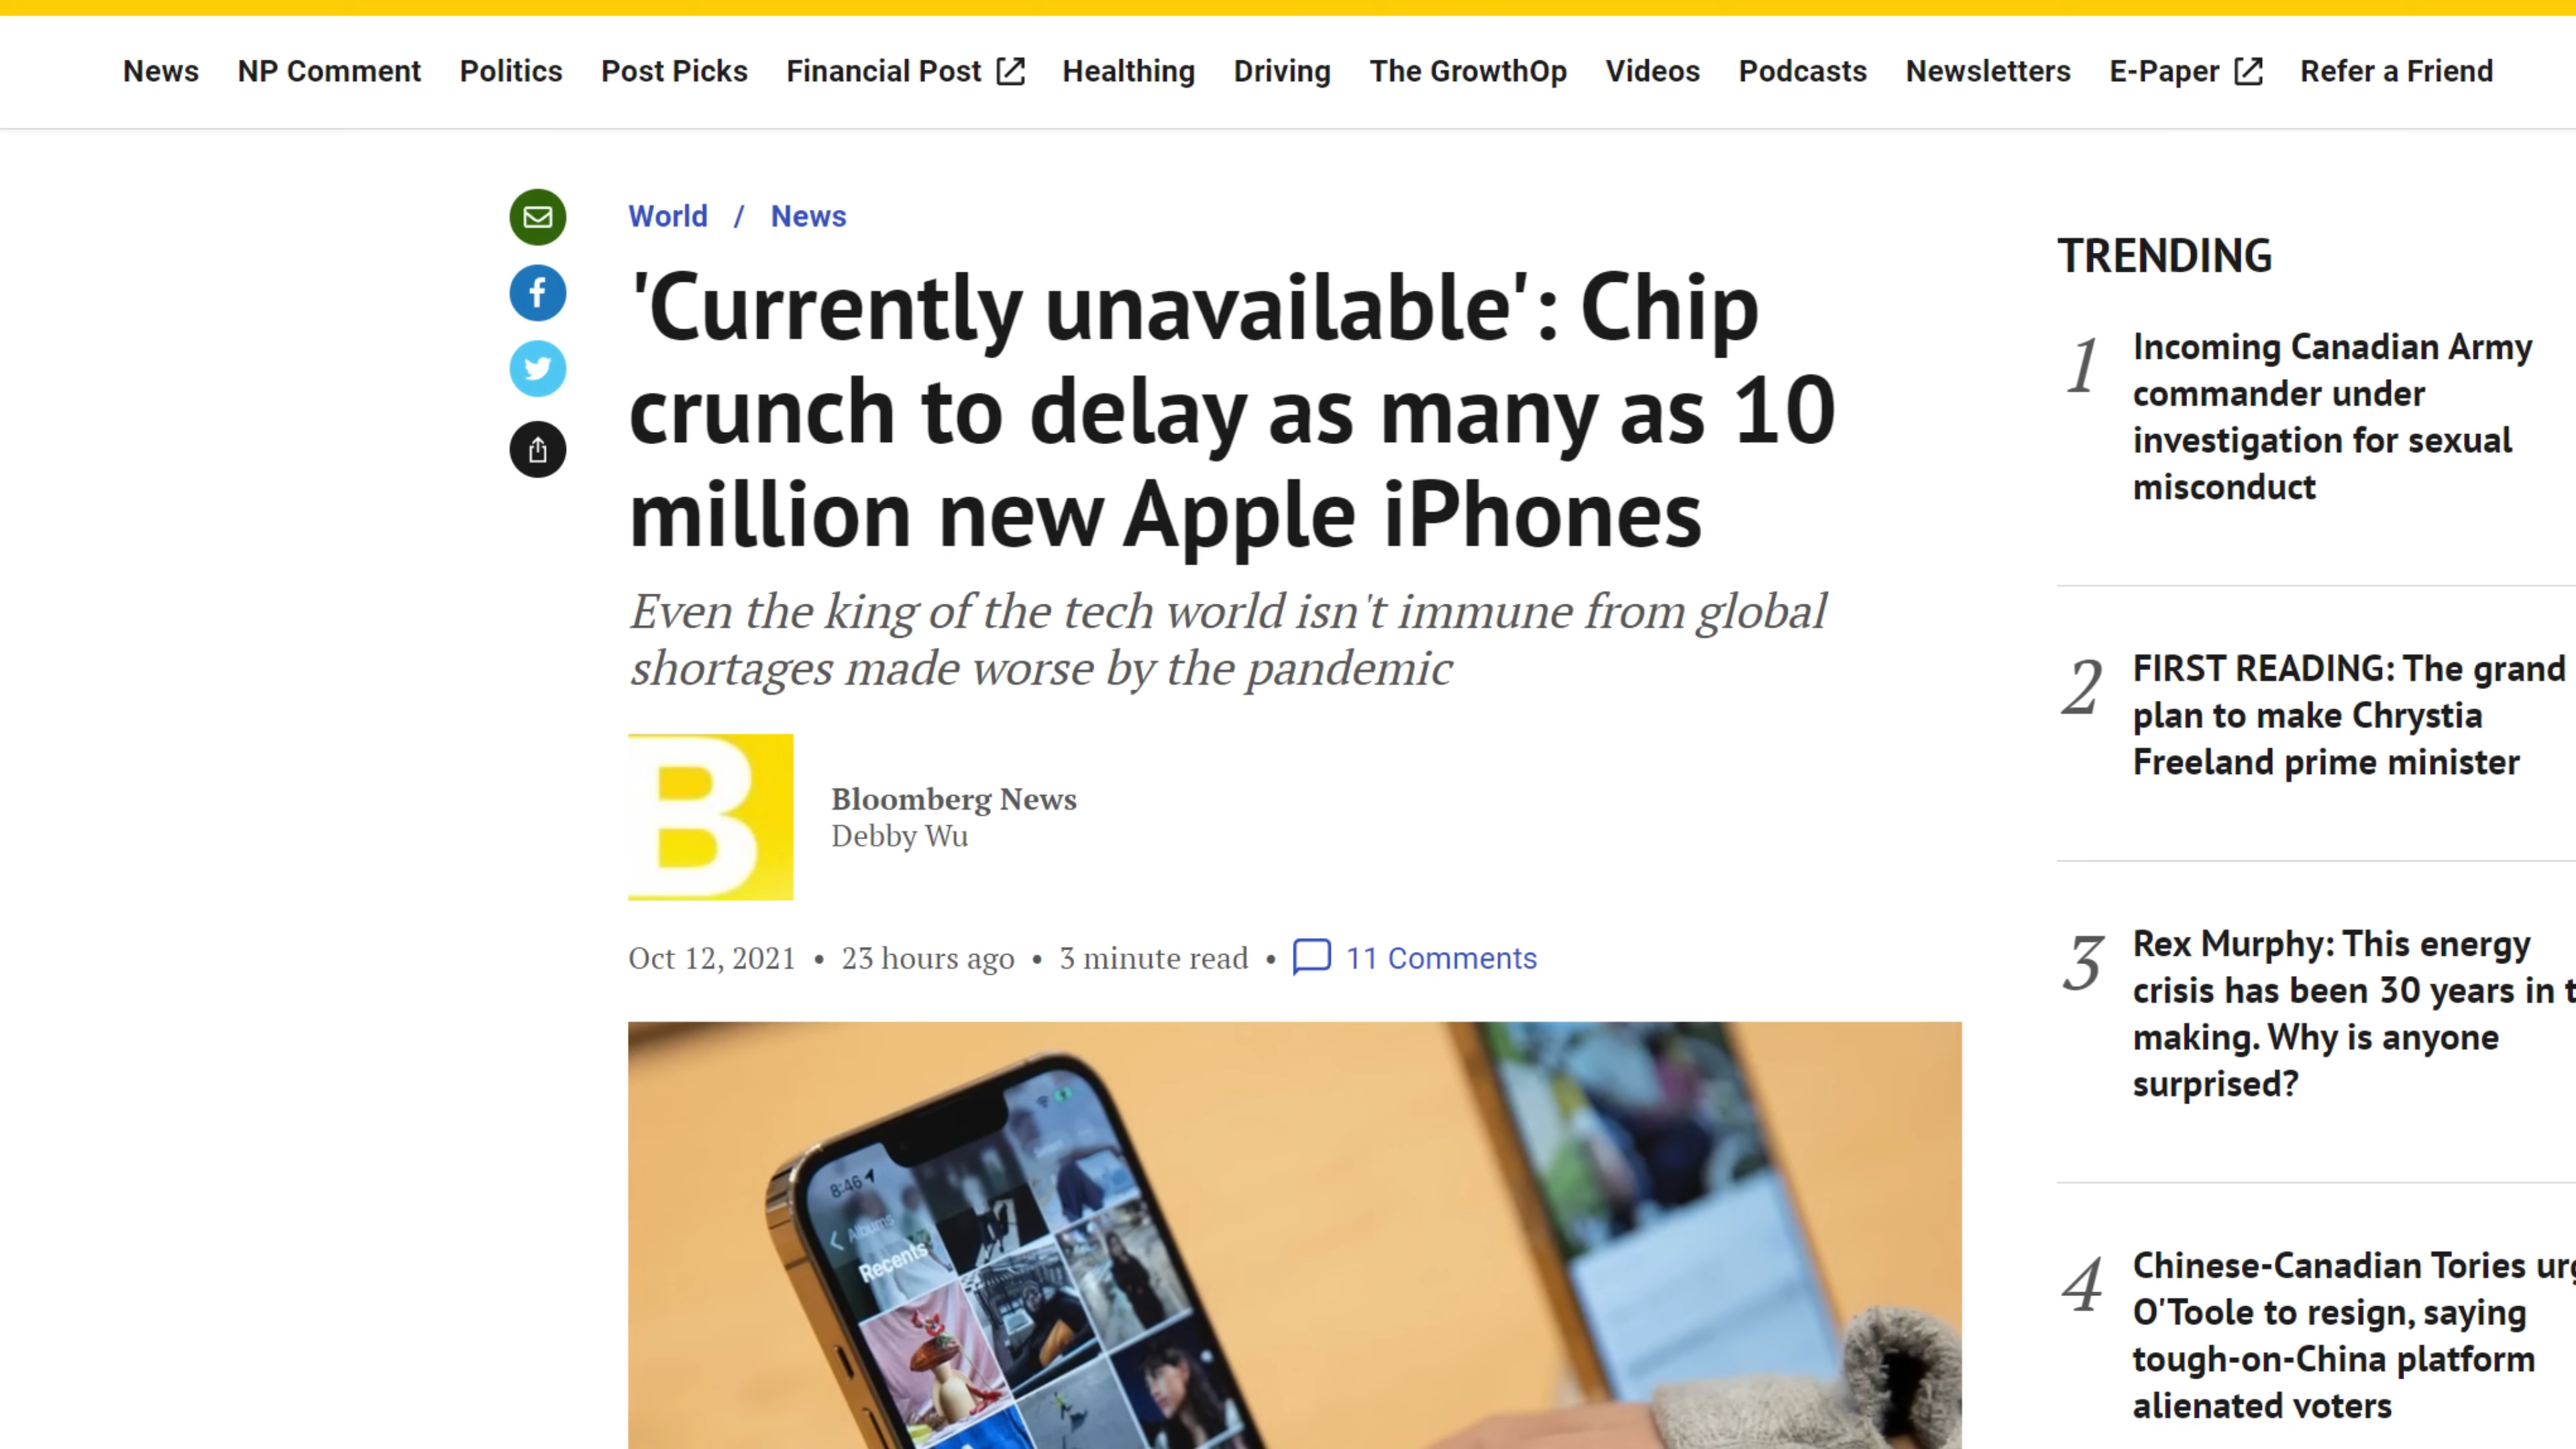 News NP Comment Politics Post Picks Financial Post Healthing Driving The GrowthOp Videos Podcasts Newsletters E-Paper Refer a Friend
World / News
'Currently unavailable': Chip
crunch to delay as many as 10
million new Apple iPhones
Even the king of the tech world isn't immune from global
shortages made worse by the pandemic
B
Bloomberg News
Debby Wu
Oct 12, 2021 • 23 hours ago • 3 minute read • 11 Comments
8:46
Albums
Recents
TRENDING
1
Incoming Canadian Army
commander under
investigation for sexual
misconduct
2
FIRST READING: The grand
plan to make Chrystia
Freeland prime minister
3
Rex Murphy: This energy
crisis has been 30 years in t
making. Why is anyone
surprised?
4
Chinese-Canadian Tories urg
O'Toole to resign, saying
tough-on-China platform
alienated voters